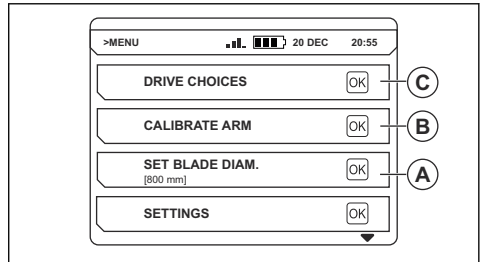 >MENU 20 DEC 20:55
DRIVE CHOICES OK C
CALIBRATE ARM OK B
SET BLADE DIAM. OK A
[800 mm]
SETTINGS OK